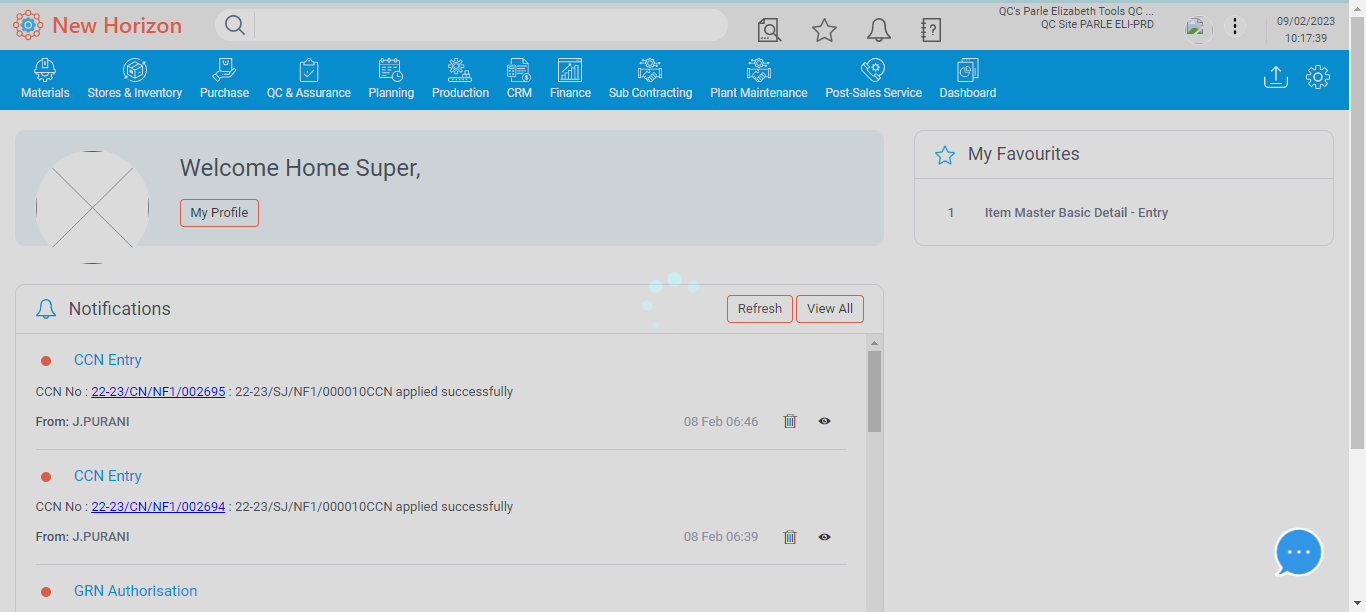 New Horizon
QC's Parle Elizabeth Tools QC ...
QC Site PARLE ELI-PRD
09/02/2023
10:17:39
Materials
Stores & Inventory
Purchase
QC & Assurance
Planning
Production
CRM
Finance
Sub Contracting
Plant Maintenance
Post-Sales Service
Dashboard
Welcome Home Super,
My Profile
My Favourites
1 Item Master Basic Detail - Entry
Notifications
Refresh
View All
CCN Entry
CCN No : 22-23/CN/NF1/002695 : 22-23/SJ/NF1/000010CCN applied successfully
From: J.PURANI 08 Feb 06:46
CCN Entry
CCN No : 22-23/CN/NF1/002694 : 22-23/SJ/NF1/000010CCN applied successfully
From: J.PURANI 08 Feb 06:39
GRN Authorisation